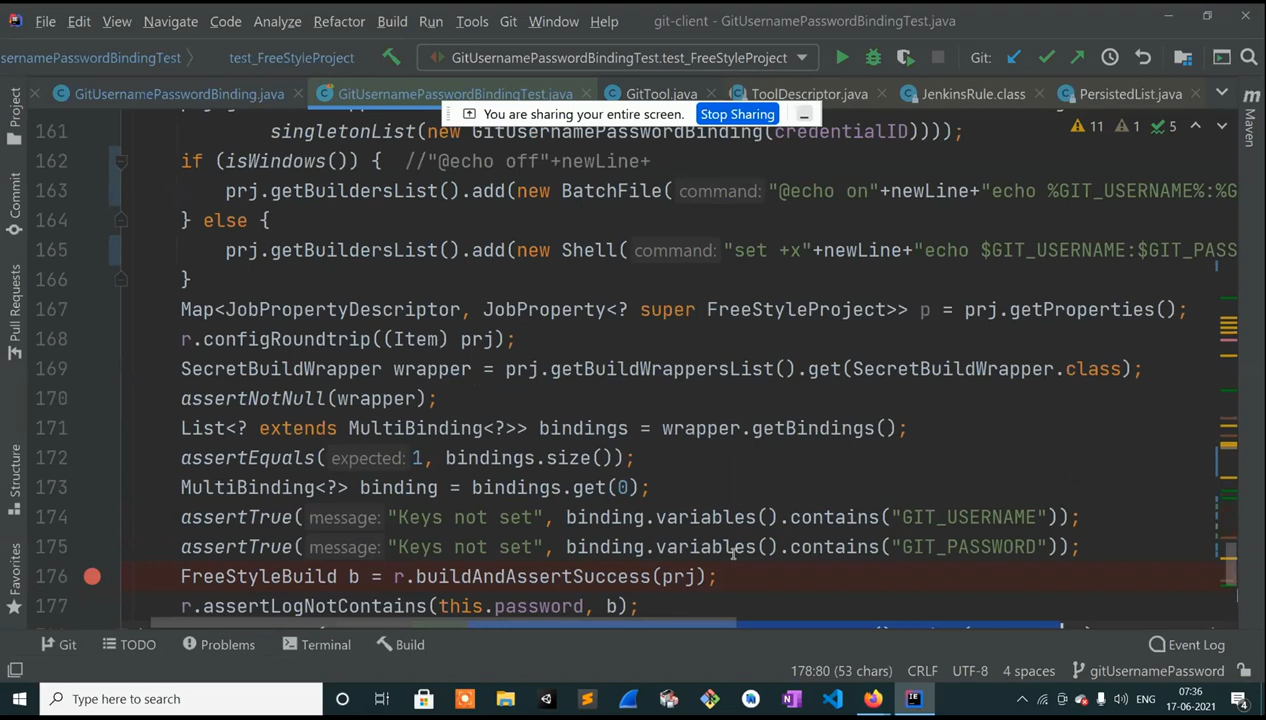 File Edit View Navigate Code Analyze Refactor Build Run Tools Git Window Help git-client - GitUsernamePasswordBindingTest.java
sernamePasswordBindingTest test_FreeStyleProject GitUsernamePasswordBindingTest.test_FreeStyleProject Git:
GitUsernamePasswordBinding.java GitUsernamePasswordBindingTest.java GitTool.java ToolDescriptor.java JenkinsRule.class PersistedList.java
You are sharing your entire screen. Stop Sharing
161 singletonList(new GitUsernamePasswordBinding(credentialID))));
11 1 5
162 if (isWindows()) { //"@echo off"+newLine+
163 prj.getBuildersList().add(new BatchFile( command: "@echo on"+newLine+"echo %GIT_USERNAME%:%G
164 } else {
165 prj.getBuildersList().add(new Shell( command: "set +x"+newLine+"echo $GIT_USERNAME:$GIT_PASS
166 }
167 Map<JobPropertyDescriptor, JobProperty<? super FreeStyleProject>> p = prj.getProperties();
168 r.configRoundtrip((Item) prj);
169 SecretBuildWrapper wrapper = prj.getBuildWrappersList().get(SecretBuildWrapper.class);
170 assertNotNull(wrapper);
171 List<? extends MultiBinding<?>> bindings = wrapper.getBindings();
172 assertEquals( expected: 1, bindings.size());
173 MultiBinding<?> binding = bindings.get(0);
174 assertTrue( message: "Keys not set", binding.variables().contains("GIT_USERNAME"));
175 assertTrue( message: "Keys not set", binding.variables().contains("GIT_PASSWORD"));
176 FreeStyleBuild b = r.buildAndAssertSuccess(prj);
177 r.assertLogNotContains(this.password, b);
Project
Commit
Pull Requests
Structure
Favorites
Maven
Git TODO Problems Terminal Build Event Log
178:80 (53 chars) CRLF UTF-8 4 spaces gitUsernamePassword
Type here to search
ENG
07:36
17-06-2021
4